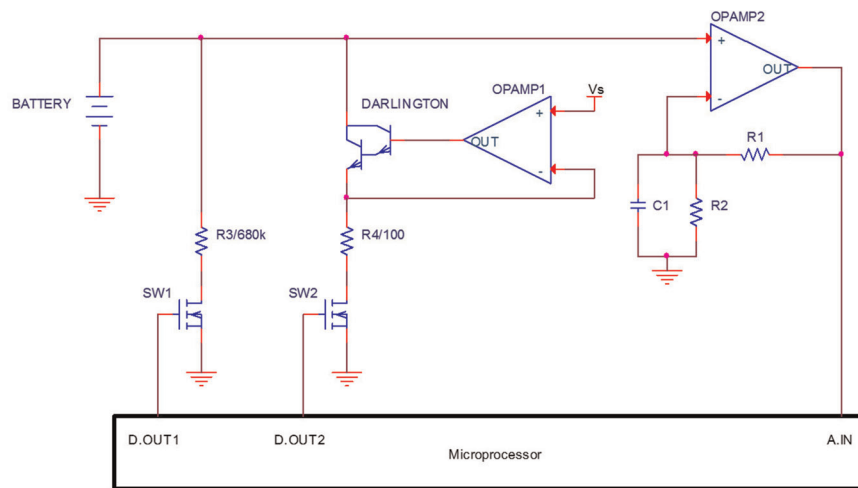 OPAMP2
+
OUT
-
BATTERY
DARLINGTON
OPAMP1
Vs
+
OUT
-
R1
C1
R2
R3/680k
R4/100
SW1
SW2
D.OUT1
D.OUT2
A.IN
Microprocessor